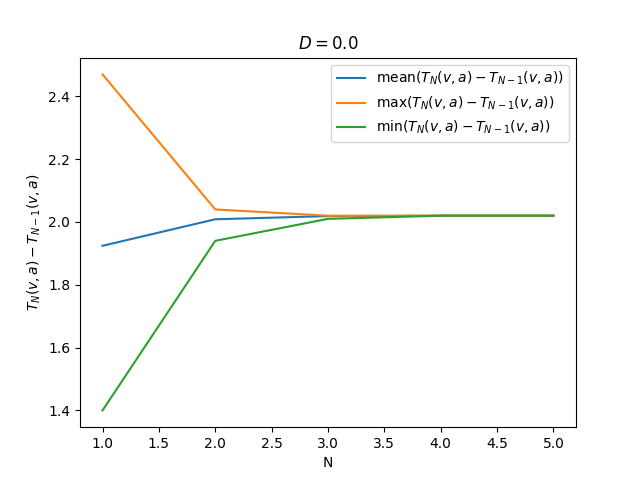 D = 0.0
mean(T_N(v, a) − T_{N−1}(v, a))
max(T_N(v, a) − T_{N−1}(v, a))
min(T_N(v, a) − T_{N−1}(v, a))
T_N(v, a) − T_{N−1}(v, a)
2.4
2.2
2.0
1.8
1.6
1.4
1.0 1.5 2.0 2.5 3.0 3.5 4.0 4.5 5.0
N